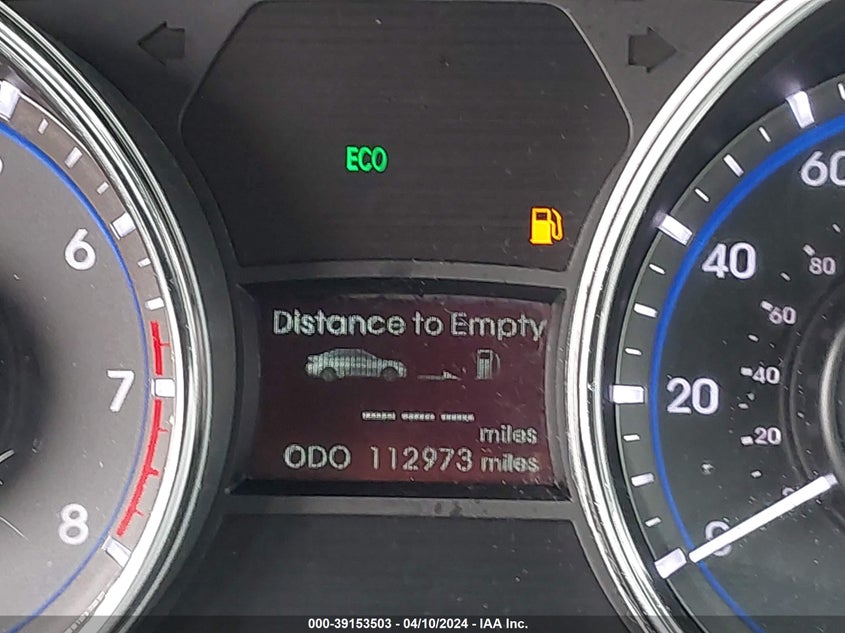 ECO
6
7
8
60
40
20
0
80
60
40
20
Distance to Empty
--- --- --- miles
ODO 112973 miles
000-39153503 - 04/10/2024 - IAA Inc.